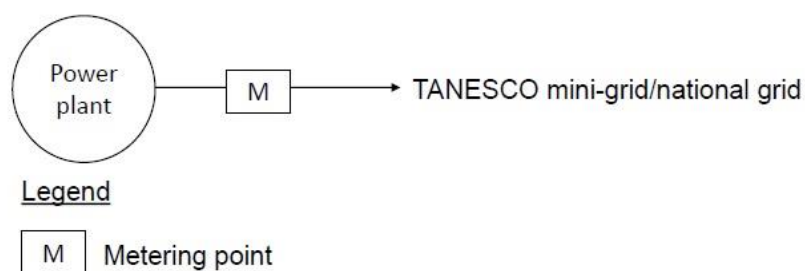 Power
plant
M
TANESCO mini-grid/national grid
Legend
M Metering point